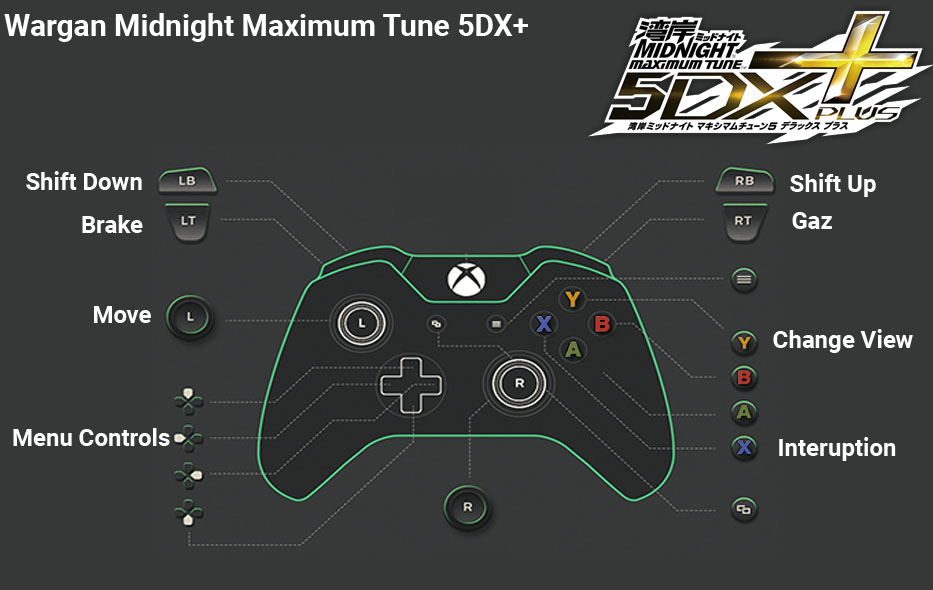 Wargan Midnight Maximum Tune 5DX+
湾岸
ミッドナイト
MIDNIGHT
MAXIMUM TUNE
5DX+
PLUS
湾岸ミッドナイト マキシマムチューン5 デラックス プラス
Shift Down
LB
RB
Shift Up
Brake
LT
RT
Gaz
Move
L
L
Y
X
B
A
R
Y
Change View
B
A
Menu Controls
X
Interuption
R